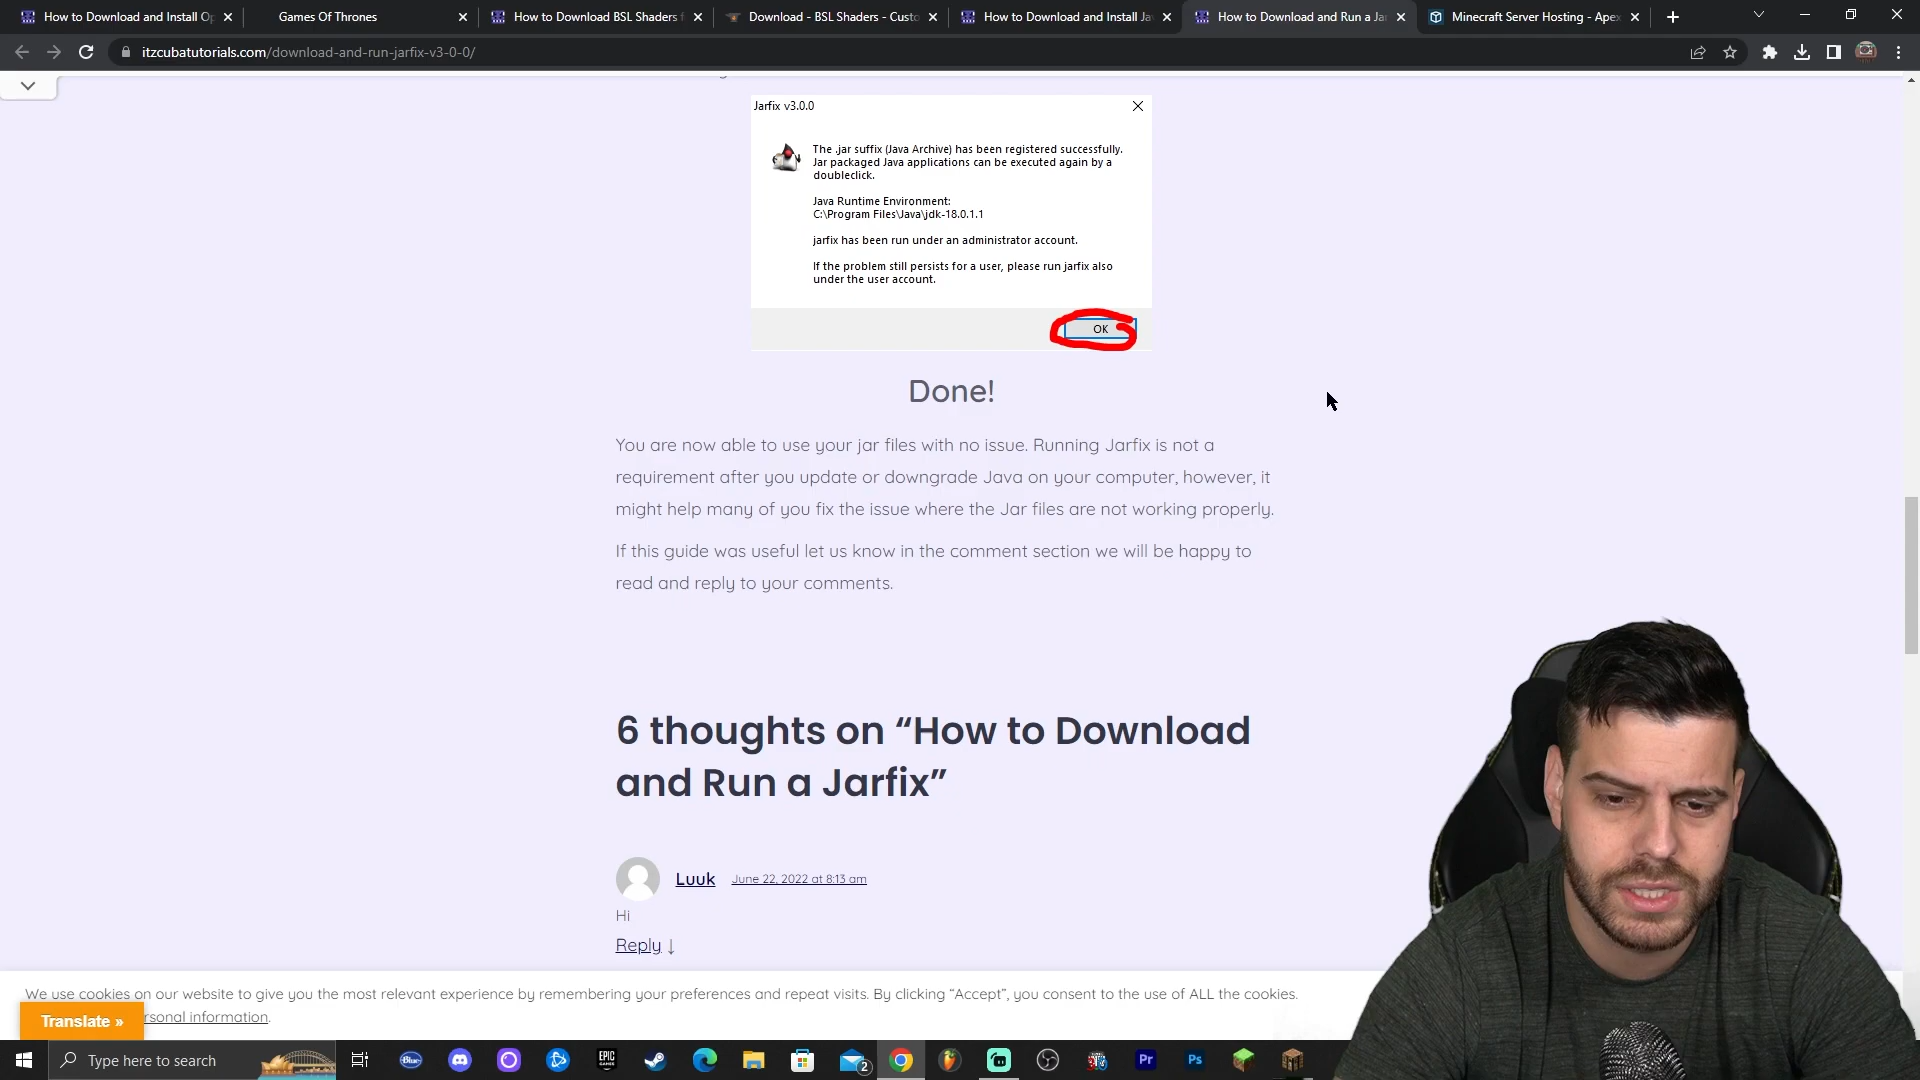 How to Download and Install Op
Games Of Thrones
How to Download BSL Shaders f
Download - BSL Shaders - Custo
How to Download and Install Ja
How to Download and Run a Jar
Minecraft Server Hosting - Apex
itzcubatutorials.com/download-and-run-jarfix-v3-0-0/
Jarfix v3.0.0
The .jar suffix (Java Archive) has been registered successfully.
Jar packaged Java applications can be executed again by a
doubleclick.
Java Runtime Environment:
C:\Program Files\Java\jdk-18.0.1.1
jarfix has been run under an administrator account.
If the problem still persists for a user, please run jarfix also
under the user account.
OK
Done!
You are now able to use your jar files with no issue. Running Jarfix is not a
requirement after you update or downgrade Java on your computer, however, it
might help many of you fix the issue where the Jar files are not working properly.
If this guide was useful let us know in the comment section we will be happy to
read and reply to your comments.
6 thoughts on “How to Download
and Run a Jarfix”
Luuk June 22, 2022 at 8:13 am
Hi
Reply ↓
We use cookies on our website to give you the most relevant experience by remembering your preferences and repeat visits. By clicking “Accept”, you consent to the use of ALL the cookies.
Translate » rsonal information.
Type here to search
Blue
EPIC GAMES
2
Pr
Ps